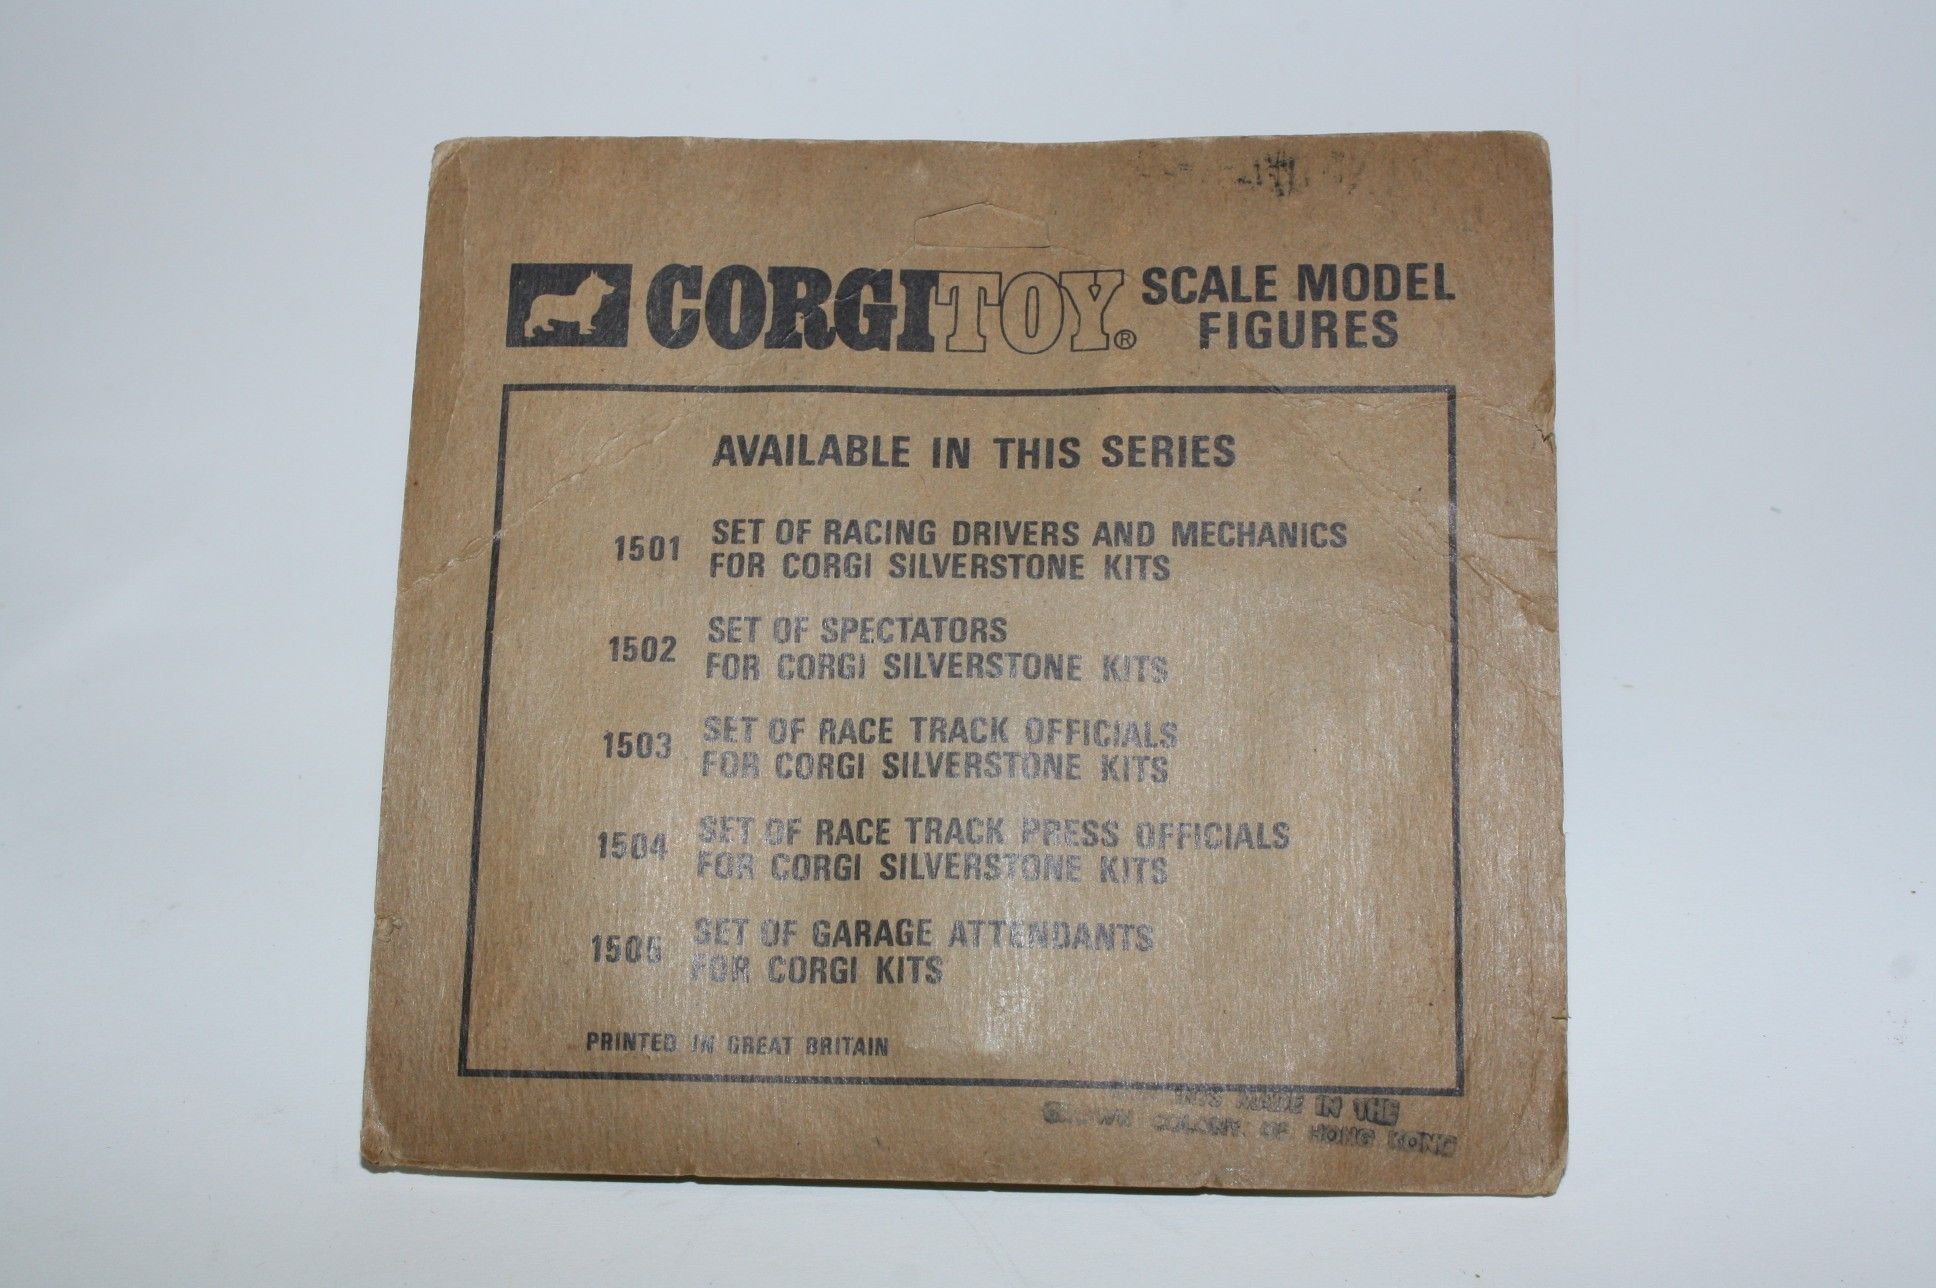 CORGI TOY® SCALE MODEL
FIGURES
AVAILABLE IN THIS SERIES
1501 SET OF RACING DRIVERS AND MECHANICS
FOR CORGI SILVERSTONE KITS
1502 SET OF SPECTATORS
FOR CORGI SILVERSTONE KITS
1503 SET OF RACE TRACK OFFICIALS
FOR CORGI SILVERSTONE KITS
1504 SET OF RACE TRACK PRESS OFFICIALS
FOR CORGI SILVERSTONE KITS
1505 SET OF GARAGE ATTENDANTS
FOR CORGI KITS
PRINTED IN GREAT BRITAIN
MADE IN THE
CROWN COLONY OF HONG KONG